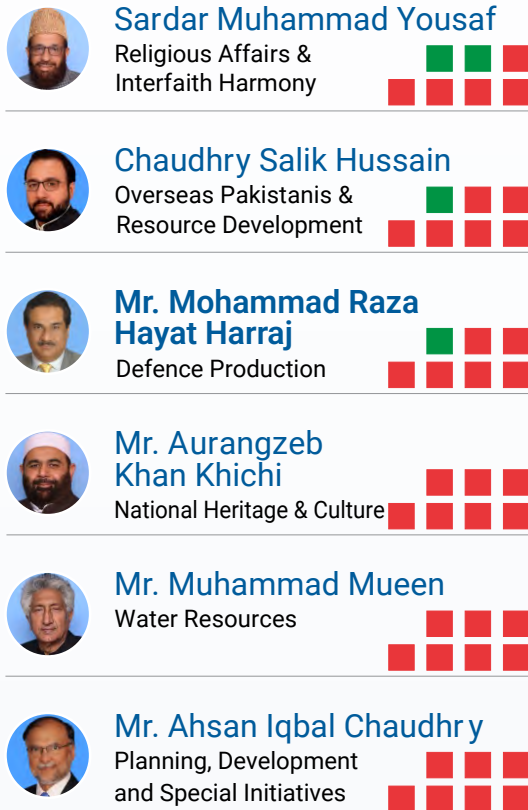 Sardar Muhammad Yousaf
Religious Affairs &
Interfaith Harmony
Chaudhry Salik Hussain
Overseas Pakistanis &
Resource Development
Mr. Mohammad Raza
Hayat Harraj
Defence Production
Mr. Aurangzeb
Khan Khichi
National Heritage & Culture
Mr. Muhammad Mueen
Water Resources
Mr. Ahsan Iqbal Chaudhry
Planning, Development
and Special Initiatives